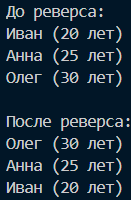 До реверса:
Иван (20 лет)
Анна (25 лет)
Олег (30 лет)

После реверса:
Олег (30 лет)
Анна (25 лет)
Иван (20 лет)